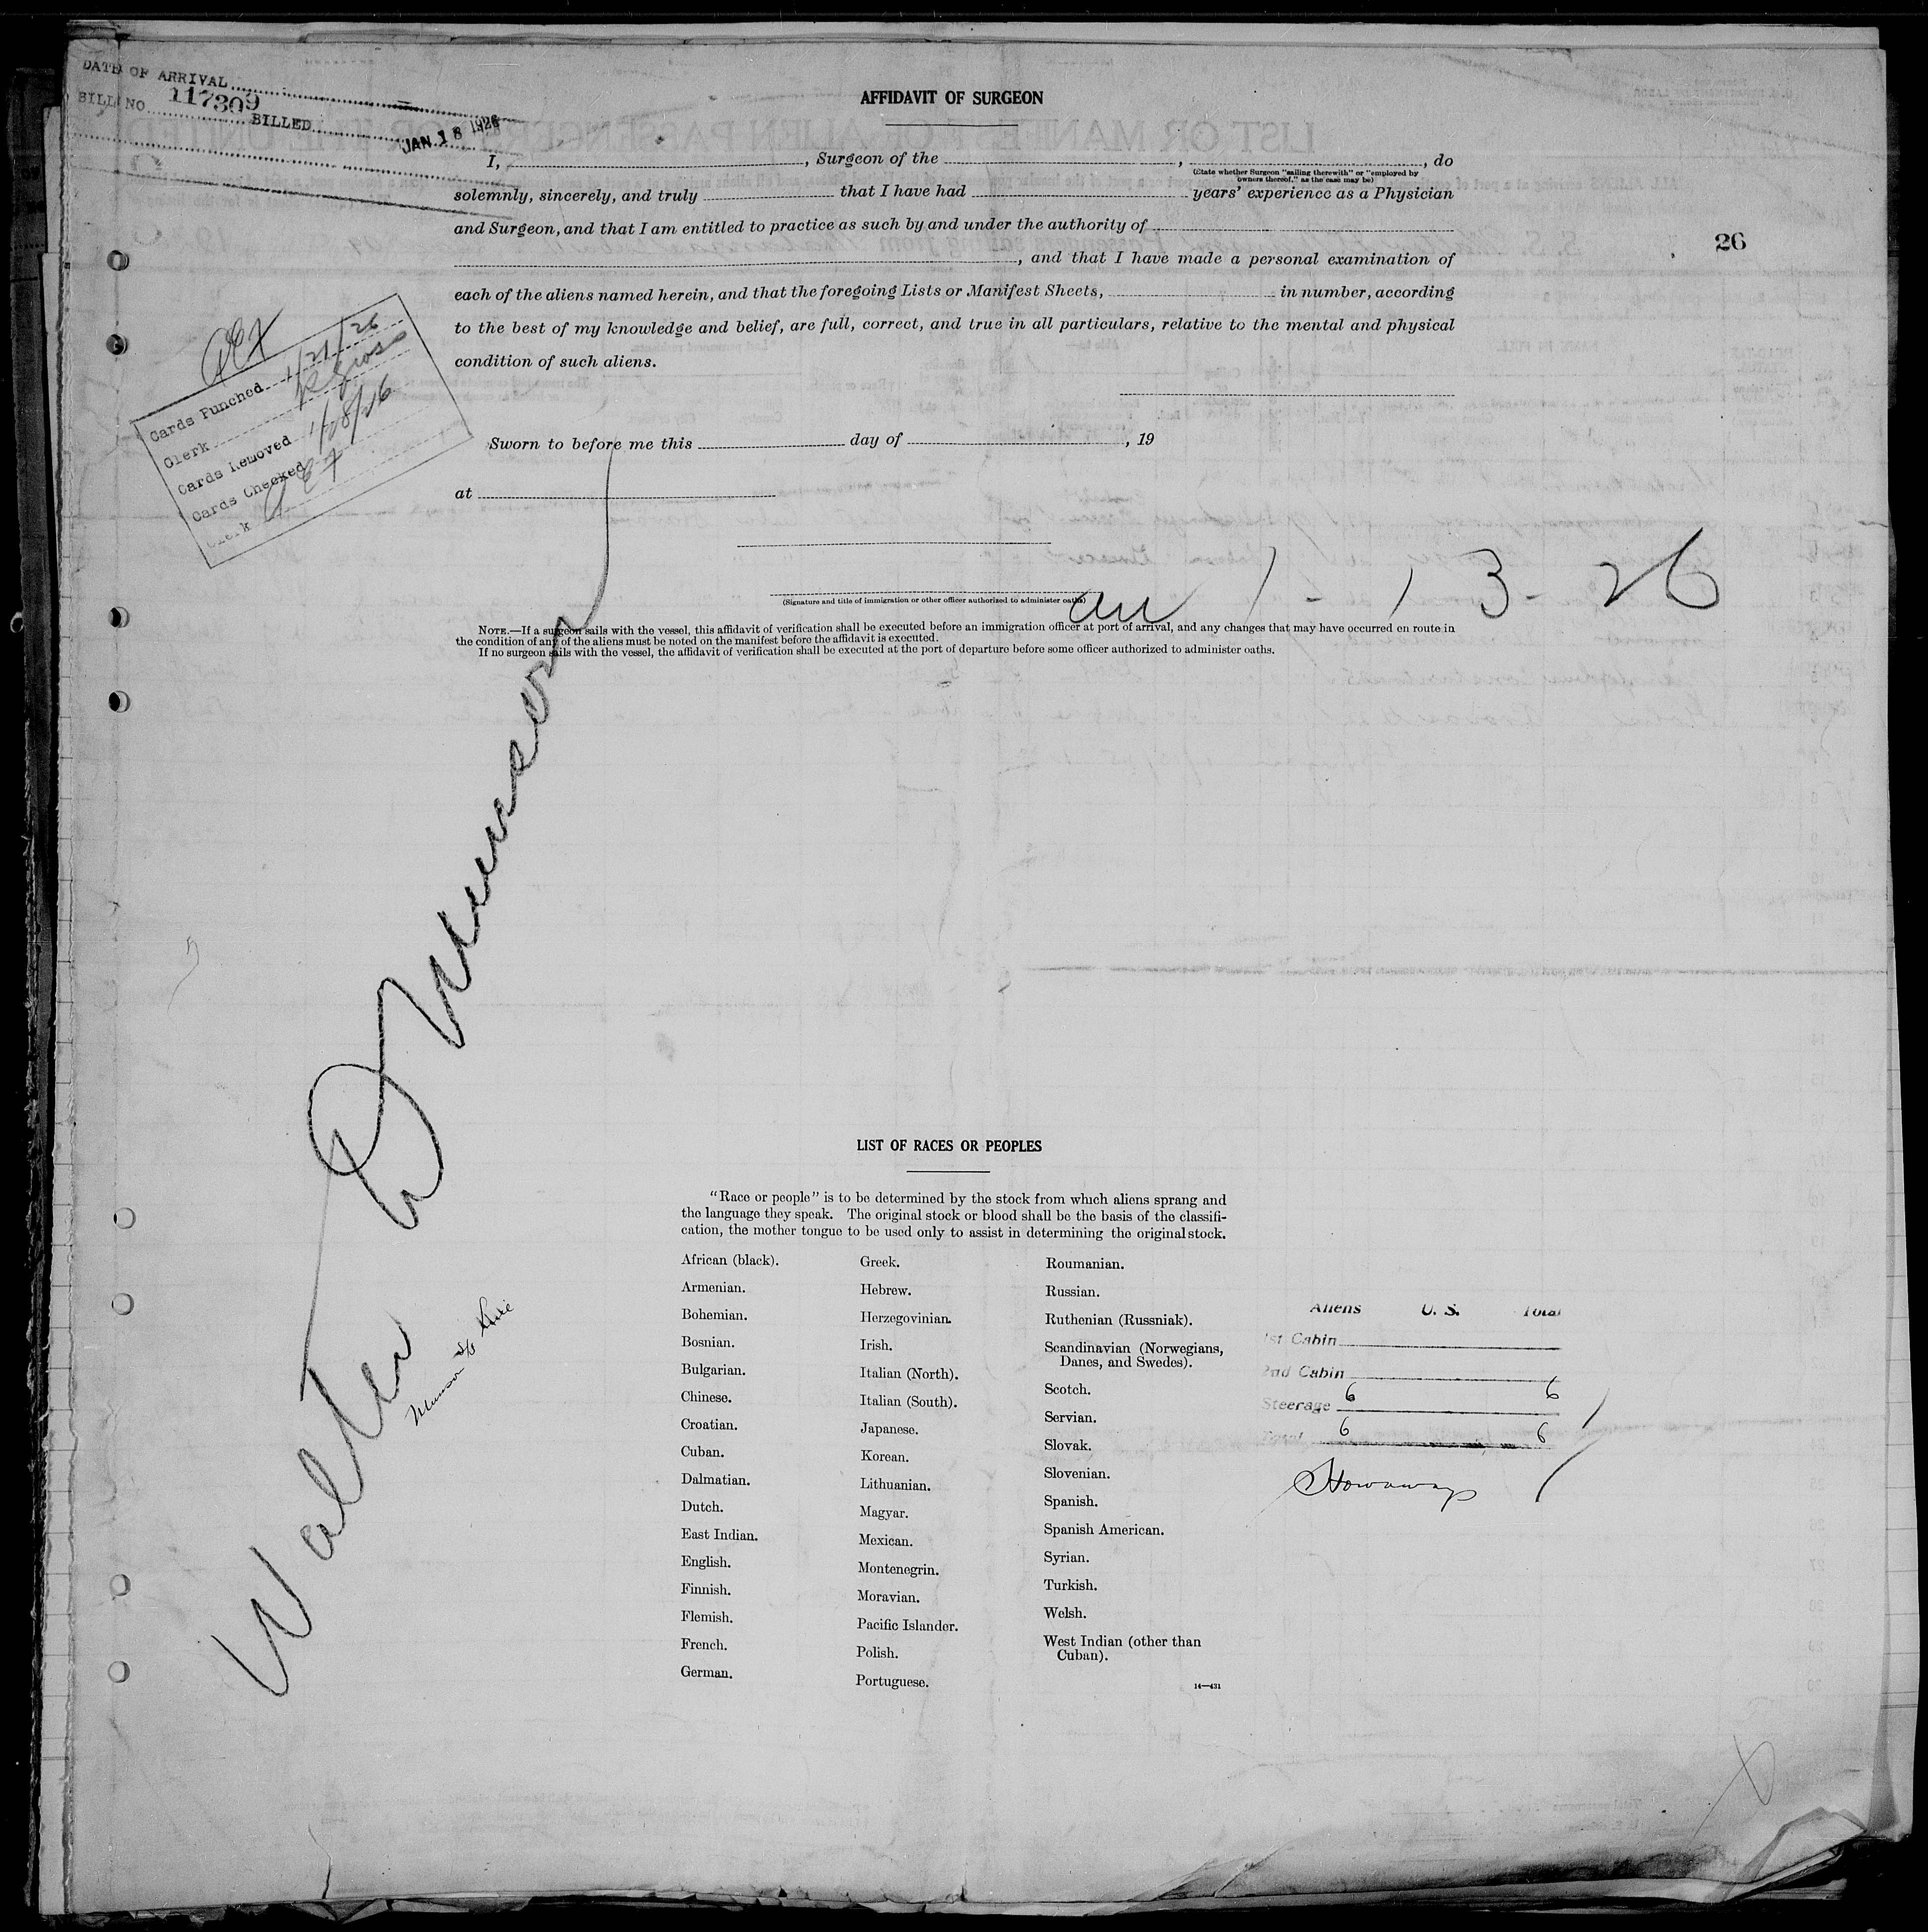 DATE OF ARRIVAL
BILL NO. 117309 BILLED JAN 18 1926
AFFIDAVIT OF SURGEON
I, , Surgeon of the , , do
(State whether Surgeon "sailing therewith" or "employed by
owners thereof," as the case may be)
solemnly, sincerely, and truly that I have had years' experience as a Physician
and Surgeon, and that I am entitled to practice as such by and under the authority of
, and that I have made a personal examination of
each of the aliens named herein, and that the foregoing Lists or Manifest Sheets, in number, according
to the best of my knowledge and belief, are full, correct, and true in all particulars, relative to the mental and physical
condition of such aliens.
26
Cards Punched 1/21/26
Clerk
Cards Removed 1/28/26
Cards Checked
Clerk
Sworn to before me this day of , 19
at
(Signature and title of immigration or other officer authorized to administer oaths)
arr 1-13-26
NOTE.—If a surgeon sails with the vessel, this affidavit of verification shall be executed before an immigration officer at port of arrival, and any changes that may have occurred en route in
the condition of any of the aliens must be noted on the manifest before the affidavit is executed.
If no surgeon sails with the vessel, the affidavit of verification shall be executed at the port of departure before some officer authorized to administer oaths.
Walter D Munson
Munson S/S Line
LIST OF RACES OR PEOPLES
"Race or people" is to be determined by the stock from which aliens sprang and
the language they speak. The original stock or blood shall be the basis of the classifi-
cation, the mother tongue to be used only to assist in determining the original stock.
African (black).
Armenian.
Bohemian.
Bosnian.
Bulgarian.
Chinese.
Croatian.
Cuban.
Dalmatian.
Dutch.
East Indian.
English.
Finnish.
Flemish.
French.
German.
Greek.
Hebrew.
Herzegovinian.
Irish.
Italian (North).
Italian (South).
Japanese.
Korean.
Lithuanian.
Magyar.
Mexican.
Montenegrin.
Moravian.
Pacific Islander.
Polish.
Portuguese.
Roumanian.
Russian.
Ruthenian (Russniak).
Scandinavian (Norwegians,
Danes, and Swedes).
Scotch.
Servian.
Slovak.
Slovenian.
Spanish.
Spanish American.
Syrian.
Turkish.
Welsh.
West Indian (other than
Cuban).
14—431
Aliens U. S. Total
1st Cabin
2nd Cabin
Steerage 6 6
Total 6 6